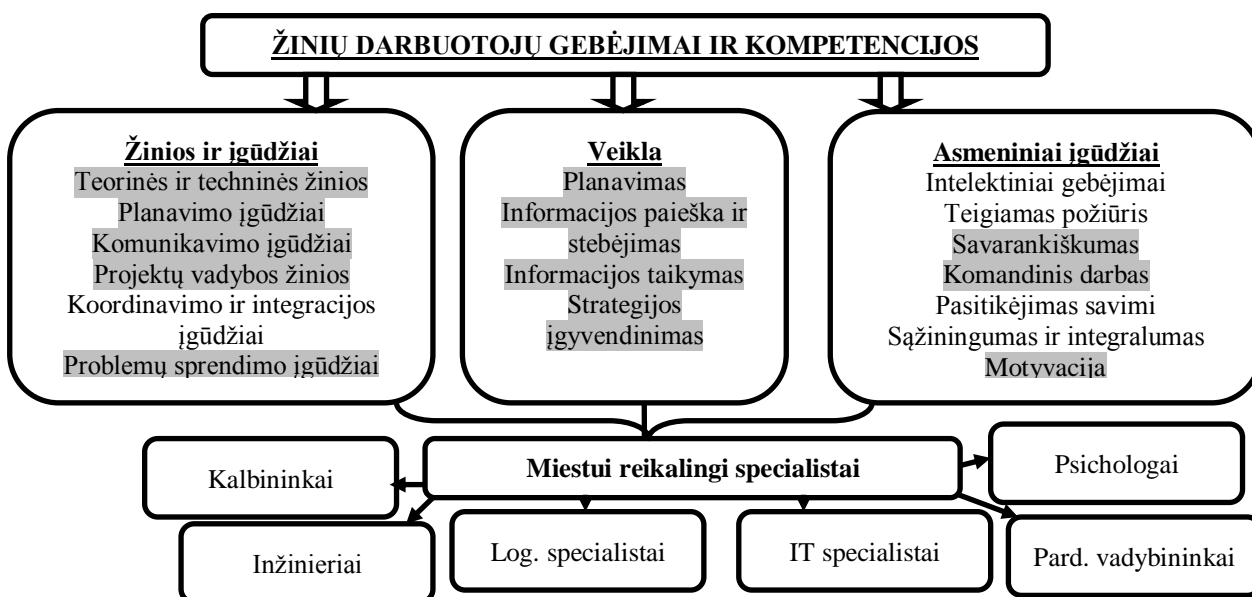 ŽINIŲ DARBUOTOJŲ GEBĖJIMAI IR KOMPETENCIJOS
Žinios ir įgūdžiai
Teorinės ir techninės žinios
Planavimo įgūdžiai
Komunikavimo įgūdžiai
Projektų vadybos žinios
Koordinavimo ir integracijos
įgūdžiai
Problemų sprendimo įgūdžiai
Veikla
Planavimas
Informacijos paieška ir
stebėjimas
Informacijos taikymas
Strategijos
įgyvendinimas
Asmeniniai įgūdžiai
Intelektiniai gebėjimai
Teigiamas požiūris
Savarankiškumas
Komandinis darbas
Pasitikėjimas savimi
Sąžiningumas ir integralumas
Motyvacija
Miestui reikalingi specialistai
Kalbininkai
Psichologai
Inžinieriai
Log. specialistai
IT specialistai
Pard. vadybininkai